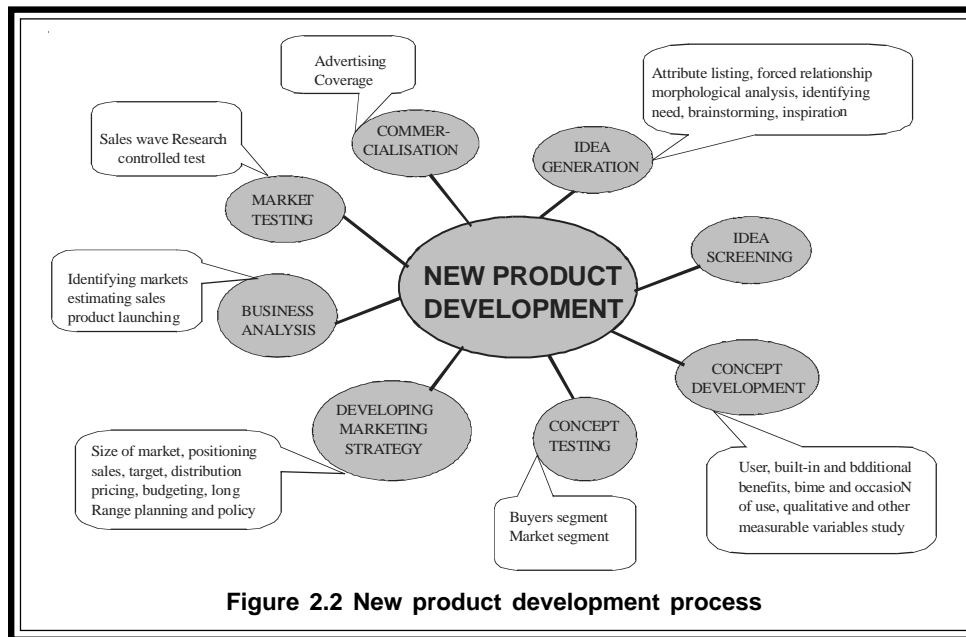 Advertising
Coverage
Attribute listing, forced relationship
morphological analysis, identifying
need, brainstorming, inspiration
COMMER-
CIALISATION
IDEA
GENERATION
Sales wave Research
controlled test
MARKET
TESTING
IDEA
SCREENING
NEW PRODUCT
DEVELOPMENT
Identifying markets
estimating sales
product launching
BUSINESS
ANALYSIS
CONCEPT
DEVELOPMENT
DEVELOPING
MARKETING
STRATEGY
CONCEPT
TESTING
Size of market, positioning
sales, target, distribution
pricing, budgeting, long
Range planning and policy
Buyers segment
Market segment
User, built-in and bdditional
benefits, bime and occasioN
of use, qualitative and other
measurable variables study
Figure 2.2 New product development process